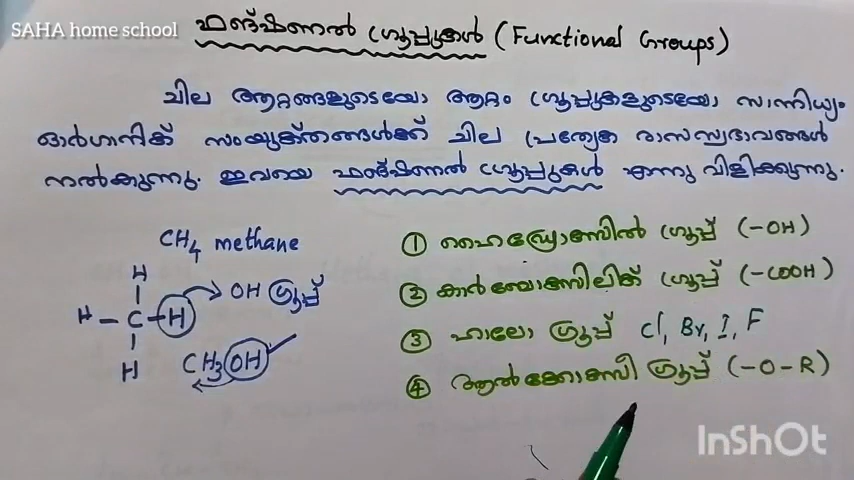 SAHA home school
ഫങ്ഷണൽ ഗ്രൂപ്പുകൾ (Functional Groups)
ചില ആറ്റങ്ങളുടെയോ ആറ്റം ഗ്രൂപ്പുകളുടെയോ സാന്നിധ്യം
ഓർഗാനിക് സംയുക്തങ്ങൾക്ക് ചില പ്രത്യേക രാസസ്വഭാവങ്ങൾ
നൽകുന്നു. ഇവയെ ഫങ്ഷണൽ ഗ്രൂപ്പുകൾ എന്നു വിളിക്കുന്നു.
CH4 methane
H
H - C - H → OH ഗ്രൂപ്പ്
H
CH3OH
① ഹൈഡ്രോക്സിൽ ഗ്രൂപ്പ് (-OH)
② കാർബോക്സിലിക് ഗ്രൂപ്പ് (-COOH)
③ ഹാലോ ഗ്രൂപ്പ് Cl, Br, I, F
④ ആൽക്കോക്സി ഗ്രൂപ്പ് (-O-R)
InShOt